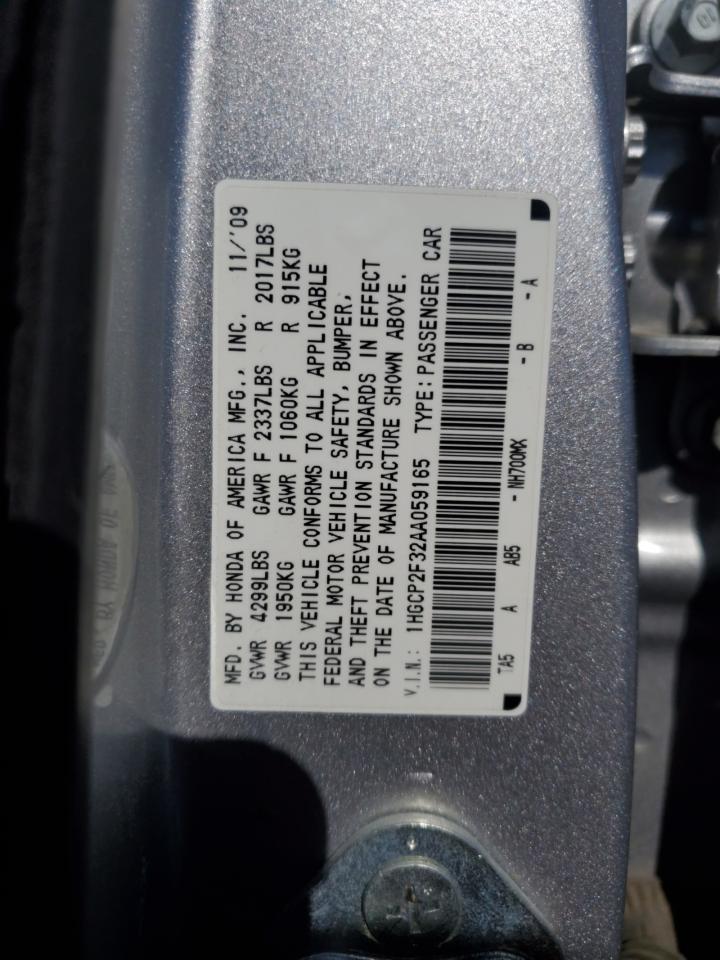 MFD. BY HONDA OF AMERICA MFG., INC. 11/'09
GVWR 4299LBS GAWR F 2337LBS R 2017LBS
GVWR 1950KG GAWR F 1060KG R 915KG
THIS VEHICLE CONFORMS TO ALL APPLICABLE
FEDERAL MOTOR VEHICLE SAFETY, BUMPER,
AND THEFT PREVENTION STANDARDS IN EFFECT
ON THE DATE OF MANUFACTURE SHOWN ABOVE.
V.I.N.: 1HGCP2F32AA059165 TYPE: PASSENGER CAR
TA5 A AB5 - NH700MX - B - A